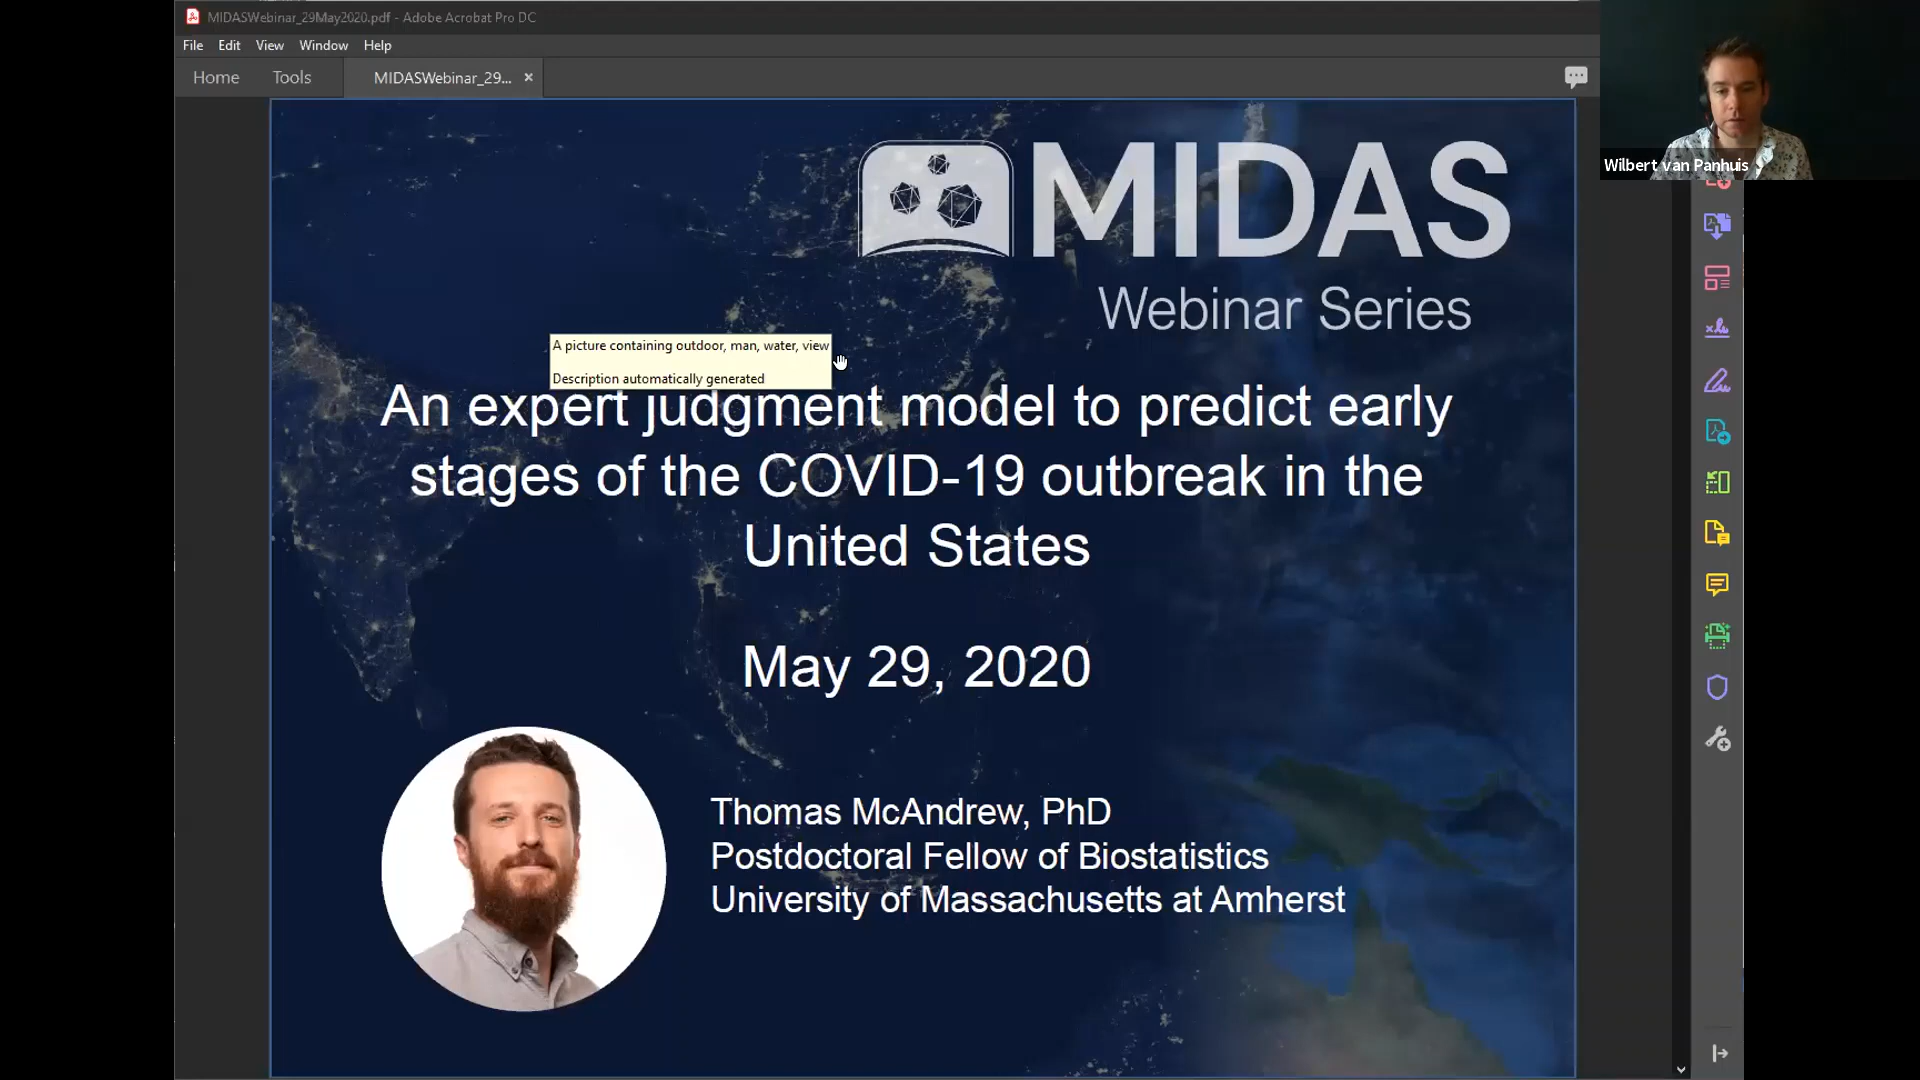 MIDASWebinar_29May2020.pdf - Adobe Acrobat Pro DC
File Edit View Window Help
Home Tools MIDASWebinar_29... ×
Wilbert van Panhuis
MIDAS
Webinar Series
A picture containing outdoor, man, water, view
Description automatically generated
An expert judgment model to predict early
stages of the COVID-19 outbreak in the
United States
May 29, 2020
Thomas McAndrew, PhD
Postdoctoral Fellow of Biostatistics
University of Massachusetts at Amherst